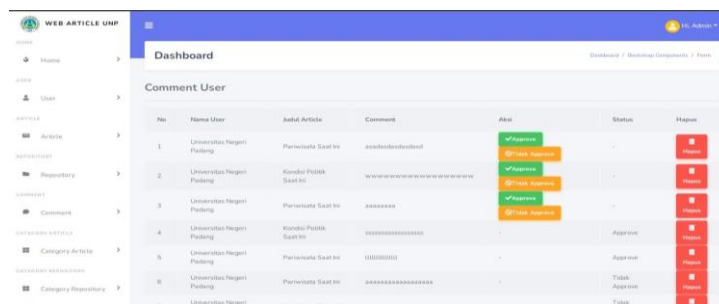 WEB ARTICLE UNP
Hi, Admin
HOME
Home
Dashboard
Dashboard / Bootstrap Components / Form
USER
User
Comment User
ARTICLE
Article
No Nama User Judul Article Comment Aksi Status Hapus
1 Universitas Negeri Padang Pariwisata Saat Ini Approve Tidak Approve - Hapus
REPOSITORY
Repository
2 Universitas Negeri Padang Kondisi Politik Saat Ini Approve Tidak Approve - Hapus
COMMENT
Comment
3 Universitas Negeri Padang Pariwisata Saat Ini aaaaaaaa Approve Tidak Approve - Hapus
CATEGORY ARTICLE
Category Article
4 Universitas Negeri Padang Kondisi Politik Saat Ini - Approve Hapus
5 Universitas Negeri Padang Pariwisata Saat Ini - Approve Hapus
CATEGORY REPOSITORY
Category Repository
6 Universitas Negeri Padang Pariwisata Saat Ini - Tidak Approve Hapus
Universitas Negeri Tidak